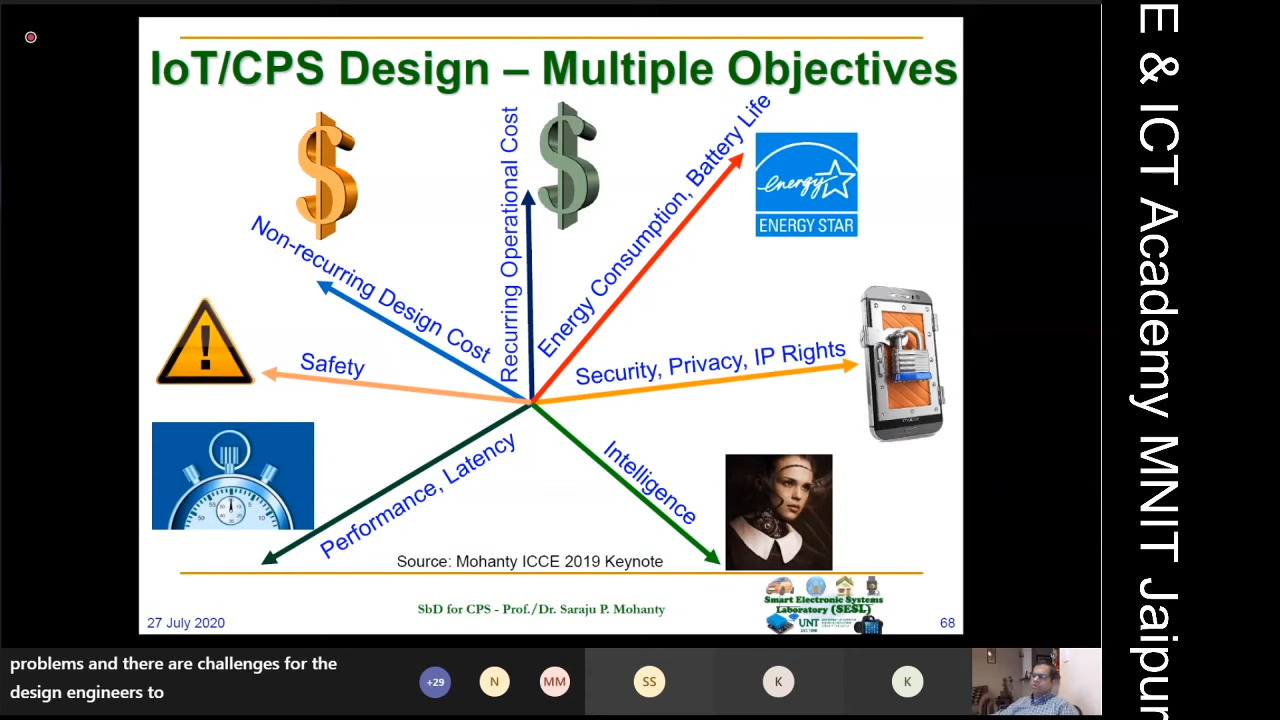 IoT/CPS Design – Multiple Objectives
Non-recurring Design Cost
Recurring Operational Cost
Energy Consumption, Battery Life
energy
ENERGY STAR
Safety
Security, Privacy, IP Rights
Performance, Latency
Intelligence
Source: Mohanty ICCE 2019 Keynote
SbD for CPS - Prof./Dr. Saraju P. Mohanty
Smart Electronic Systems
Laboratory (SESL)
UNT
27 July 2020
68
problems and there are challenges for the
design engineers to
+29
N
MM
SS
K
K
E & ICT Academy MNIT Jaipur